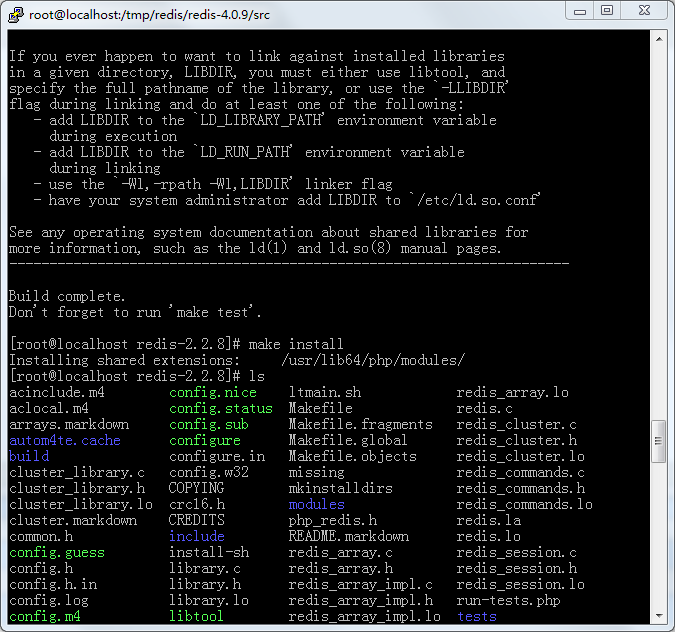 root@localhost:/tmp/redis/redis-4.0.9/src
If you ever happen to want to link against installed libraries
in a given directory, LIBDIR, you must either use libtool, and
specify the full pathname of the library, or use the `-LLIBDIR'
flag during linking and do at least one of the following:
   - add LIBDIR to the `LD_LIBRARY_PATH' environment variable
     during execution
   - add LIBDIR to the `LD_RUN_PATH' environment variable
     during linking
   - use the `-Wl,-rpath -Wl,LIBDIR' linker flag
   - have your system administrator add LIBDIR to `/etc/ld.so.conf'
See any operating system documentation about shared libraries for
more information, such as the ld(1) and ld.so(8) manual pages.
----------------------------------------------------------------------
Build complete.
Don't forget to run 'make test'.
[root@localhost redis-2.2.8]# make install
Installing shared extensions:     /usr/lib64/php/modules/
[root@localhost redis-2.2.8]# ls
acinclude.m4        config.nice    ltmain.sh           redis_array.lo
aclocal.m4          config.status  Makefile            redis.c
arrays.markdown     config.sub     Makefile.fragments  redis_cluster.c
autom4te.cache      configure      Makefile.global     redis_cluster.h
build               configure.in   Makefile.objects    redis_cluster.lo
cluster_library.c   config.w32     missing             redis_commands.c
cluster_library.h   COPYING        mkinstalldirs       redis_commands.h
cluster_library.lo  crc16.h        modules             redis_commands.lo
cluster.markdown    CREDITS        php_redis.h         redis.la
common.h            include        README.markdown     redis.lo
config.guess        install-sh     redis_array.c       redis_session.c
config.h            library.c      redis_array.h       redis_session.h
config.h.in         library.h      redis_array_impl.c  redis_session.lo
config.log          library.lo     redis_array_impl.h  run-tests.php
config.m4           libtool        redis_array_impl.lo tests